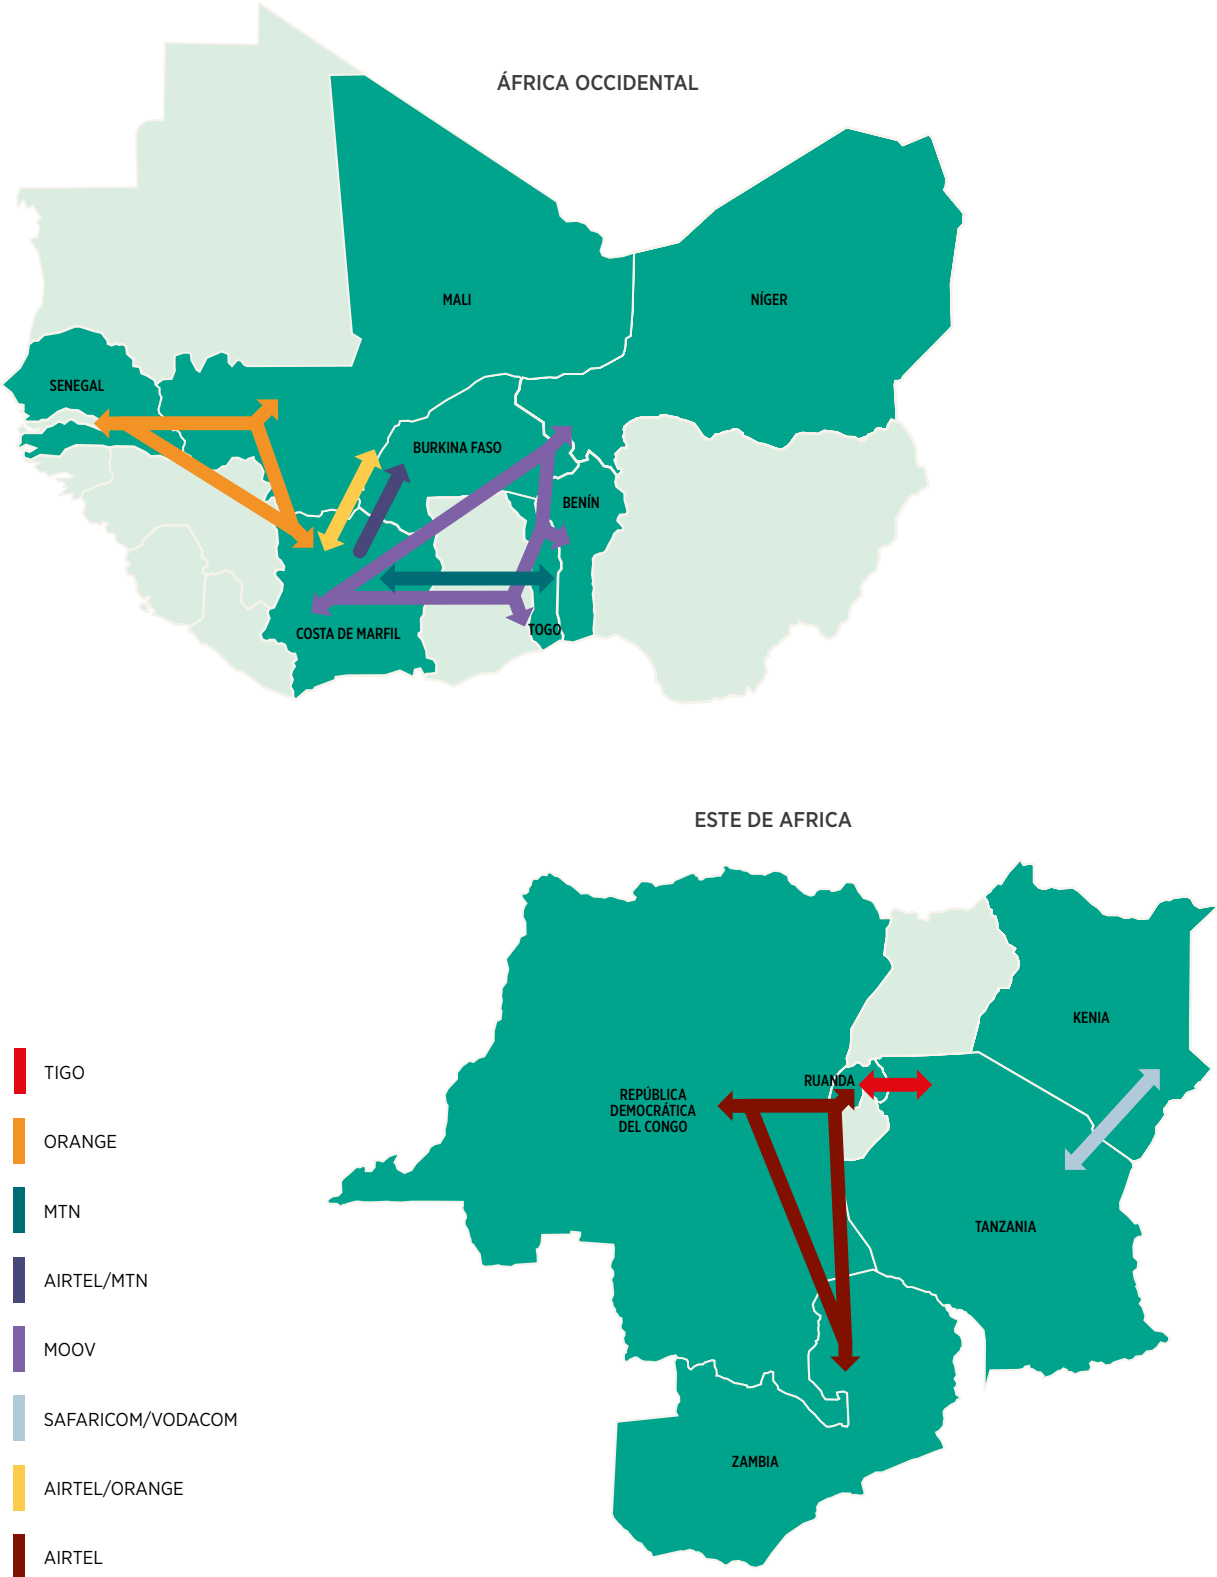 ÁFRICA OCCIDENTAL
MALI
NÍGER
SENEGAL
BURKINA FASO
BENÍN
COSTA DE MARFIL
TOGO
ESTE DE AFRICA
KENIA
RUANDA
REPÚBLICA
DEMOCRÁTICA
DEL CONGO
TANZANIA
ZAMBIA
TIGO
ORANGE
MTN
AIRTEL/MTN
MOOV
SAFARICOM/VODACOM
AIRTEL/ORANGE
AIRTEL